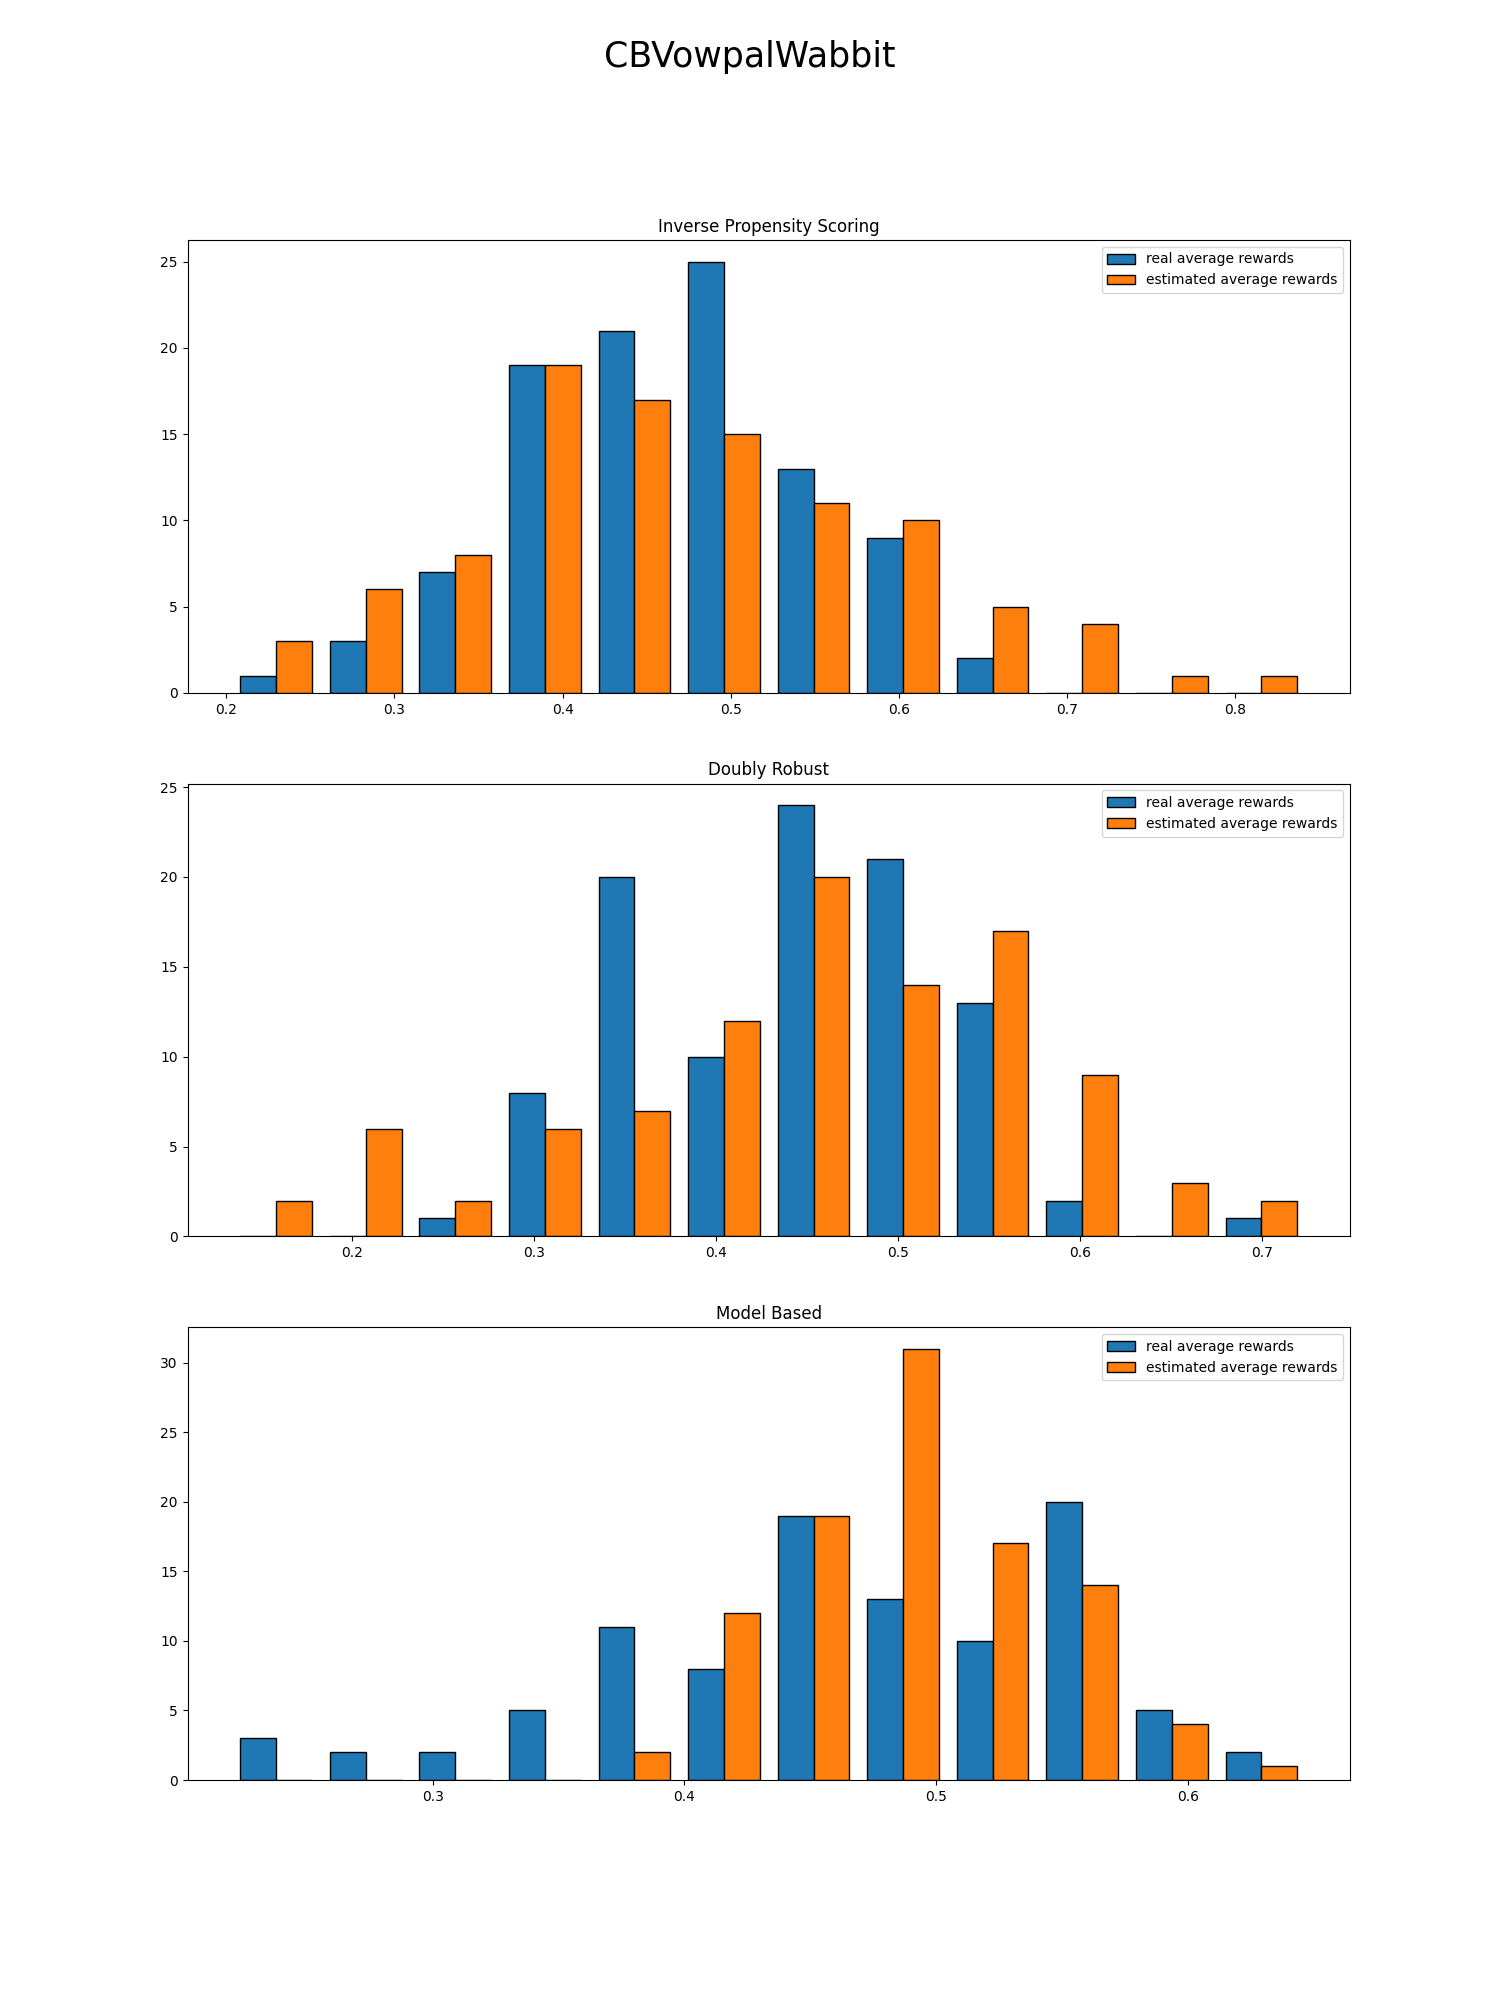 CBVowpalWabbit
Inverse Propensity Scoring
real average rewards
estimated average rewards
25
20
15
10
5
0
0.2 0.3 0.4 0.5 0.6 0.7 0.8
Doubly Robust
real average rewards
estimated average rewards
25
20
15
10
5
0
0.2 0.3 0.4 0.5 0.6 0.7
Model Based
real average rewards
estimated average rewards
30
25
20
15
10
5
0
0.3 0.4 0.5 0.6